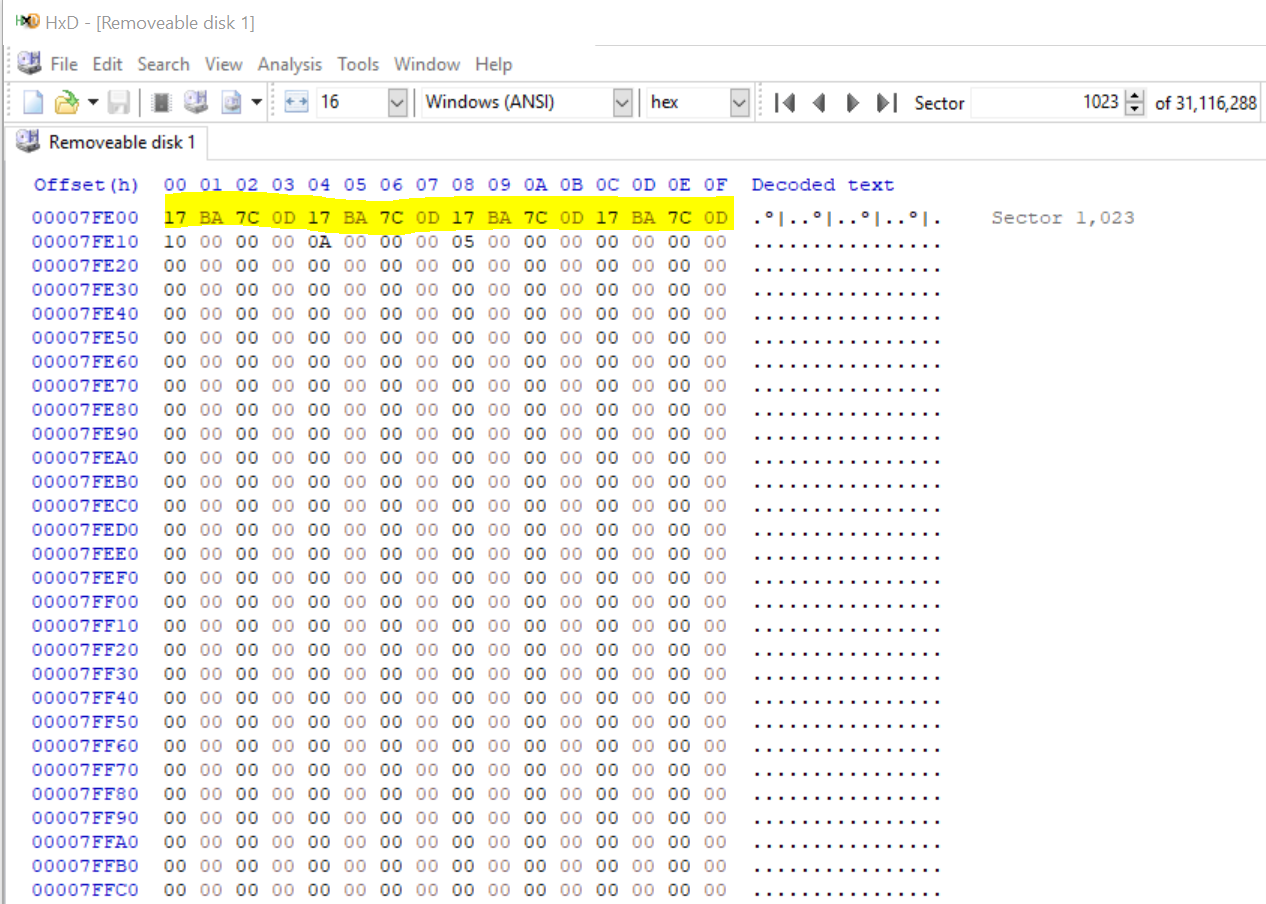 HxD - [Removeable disk 1]
File Edit Search View Analysis Tools Window Help
16 Windows (ANSI) hex Sector 1023 of 31,116,288
Removeable disk 1
Offset(h) 00 01 02 03 04 05 06 07 08 09 0A 0B 0C 0D 0E 0F Decoded text
00007FE00 17 BA 7C 0D 17 BA 7C 0D 17 BA 7C 0D 17 BA 7C 0D .º|..º|..º|..º|. Sector 1,023
00007FE10 10 00 00 00 0A 00 00 00 05 00 00 00 00 00 00 00 ................
00007FE20 00 00 00 00 00 00 00 00 00 00 00 00 00 00 00 00 ................
00007FE30 00 00 00 00 00 00 00 00 00 00 00 00 00 00 00 00 ................
00007FE40 00 00 00 00 00 00 00 00 00 00 00 00 00 00 00 00 ................
00007FE50 00 00 00 00 00 00 00 00 00 00 00 00 00 00 00 00 ................
00007FE60 00 00 00 00 00 00 00 00 00 00 00 00 00 00 00 00 ................
00007FE70 00 00 00 00 00 00 00 00 00 00 00 00 00 00 00 00 ................
00007FE80 00 00 00 00 00 00 00 00 00 00 00 00 00 00 00 00 ................
00007FE90 00 00 00 00 00 00 00 00 00 00 00 00 00 00 00 00 ................
00007FEA0 00 00 00 00 00 00 00 00 00 00 00 00 00 00 00 00 ................
00007FEB0 00 00 00 00 00 00 00 00 00 00 00 00 00 00 00 00 ................
00007FEC0 00 00 00 00 00 00 00 00 00 00 00 00 00 00 00 00 ................
00007FED0 00 00 00 00 00 00 00 00 00 00 00 00 00 00 00 00 ................
00007FEE0 00 00 00 00 00 00 00 00 00 00 00 00 00 00 00 00 ................
00007FEF0 00 00 00 00 00 00 00 00 00 00 00 00 00 00 00 00 ................
00007FF00 00 00 00 00 00 00 00 00 00 00 00 00 00 00 00 00 ................
00007FF10 00 00 00 00 00 00 00 00 00 00 00 00 00 00 00 00 ................
00007FF20 00 00 00 00 00 00 00 00 00 00 00 00 00 00 00 00 ................
00007FF30 00 00 00 00 00 00 00 00 00 00 00 00 00 00 00 00 ................
00007FF40 00 00 00 00 00 00 00 00 00 00 00 00 00 00 00 00 ................
00007FF50 00 00 00 00 00 00 00 00 00 00 00 00 00 00 00 00 ................
00007FF60 00 00 00 00 00 00 00 00 00 00 00 00 00 00 00 00 ................
00007FF70 00 00 00 00 00 00 00 00 00 00 00 00 00 00 00 00 ................
00007FF80 00 00 00 00 00 00 00 00 00 00 00 00 00 00 00 00 ................
00007FF90 00 00 00 00 00 00 00 00 00 00 00 00 00 00 00 00 ................
00007FFA0 00 00 00 00 00 00 00 00 00 00 00 00 00 00 00 00 ................
00007FFB0 00 00 00 00 00 00 00 00 00 00 00 00 00 00 00 00 ................
00007FFC0 00 00 00 00 00 00 00 00 00 00 00 00 00 00 00 00 ................